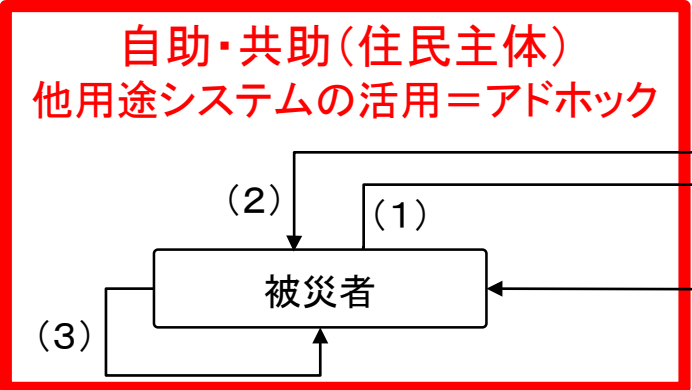 自助・共助(住民主体)
他用途システムの活用=アドホック
(2)
(1)
被災者
(3)